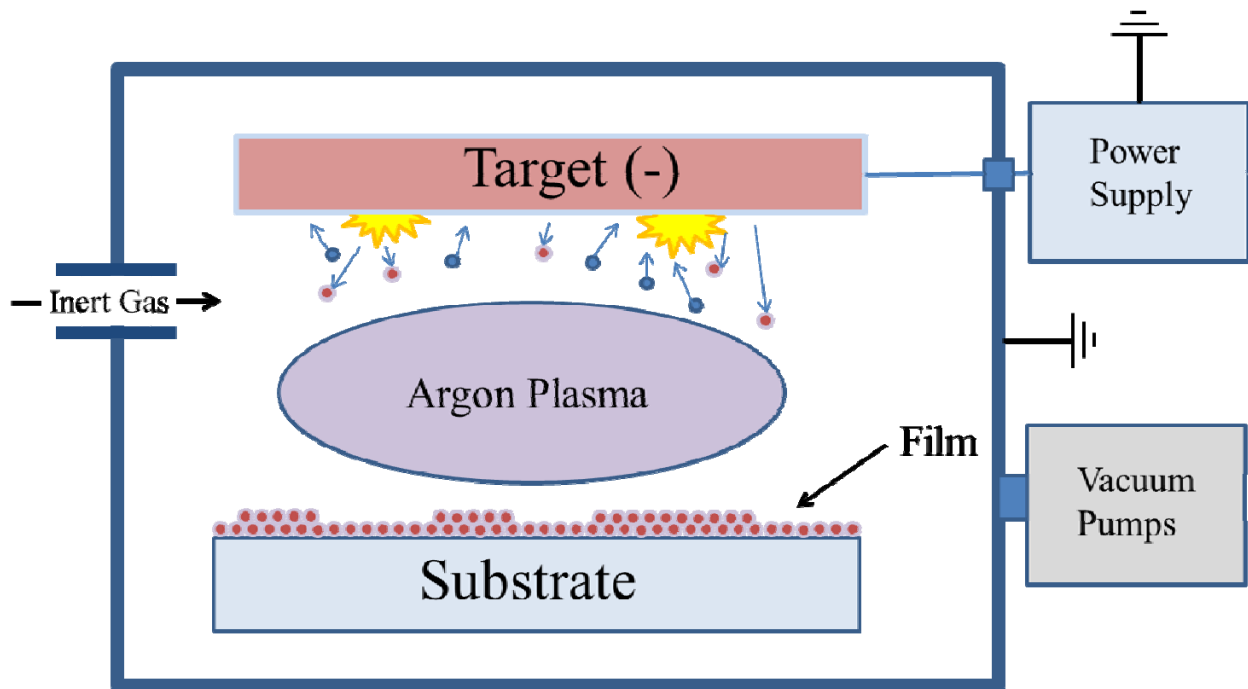 Target (-)
Power
Supply
Inert Gas
Argon Plasma
Film
Vacuum
Pumps
Substrate